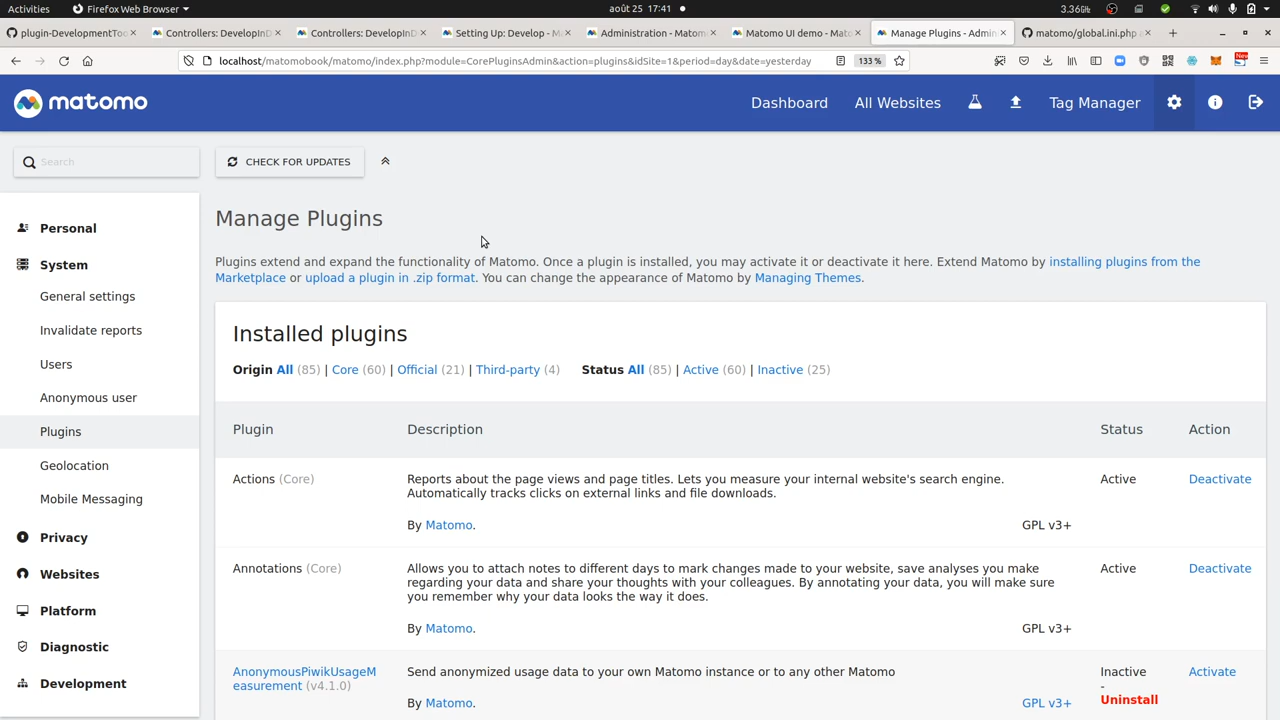 Activities
Firefox Web Browser
août 25 17:41
3.36GiB
plugin-DevelopmentToo
Controllers: DevelopInD
Controllers: DevelopInD
Setting Up: Develop - M
Administration - Matom
Matomo UI demo - Mat
Manage Plugins - Admin
matomo/global.ini.php a
localhost/matomobook/matomo/index.php?module=CorePluginsAdmin&action=plugins&idSite=1&period=day&date=yesterday
133 %
New
matomo
Dashboard
All Websites
Tag Manager
Search
CHECK FOR UPDATES
Personal
System
General settings
Invalidate reports
Users
Anonymous user
Plugins
Geolocation
Mobile Messaging
Privacy
Websites
Platform
Diagnostic
Development
Manage Plugins
Plugins extend and expand the functionality of Matomo. Once a plugin is installed, you may activate it or deactivate it here. Extend Matomo by installing plugins from the
Marketplace or upload a plugin in .zip format. You can change the appearance of Matomo by Managing Themes.
Installed plugins
Origin All (85) | Core (60) | Official (21) | Third-party (4) Status All (85) | Active (60) | Inactive (25)
Plugin Description Status Action
Actions (Core)
Reports about the page views and page titles. Lets you measure your internal website's search engine.
Automatically tracks clicks on external links and file downloads.
By Matomo.
GPL v3+
Active
Deactivate
Annotations (Core)
Allows you to attach notes to different days to mark changes made to your website, save analyses you make
regarding your data and share your thoughts with your colleagues. By annotating your data, you will make sure
you remember why your data looks the way it does.
By Matomo.
GPL v3+
Active
Deactivate
AnonymousPiwikUsageM
easurement (v4.1.0)
Send anonymized usage data to your own Matomo instance or to any other Matomo
By Matomo.
GPL v3+
Inactive
-
Uninstall
Activate